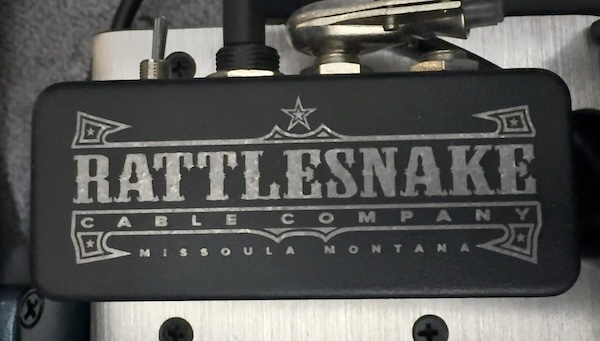 RATTLESNAKE
CABLE COMPANY
MISSOULA MONTANA